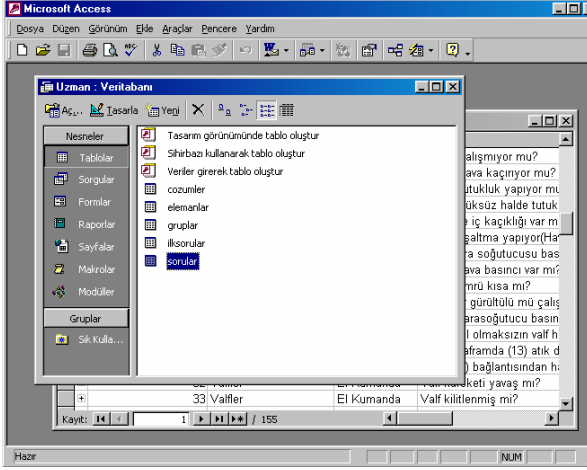 Microsoft Access
Dosya Düzen Görünüm Ekle Araçlar Pencere Yardım
Uzman : Veritabanı
Aç... Tasarla Yeni
Nesneler
Tablolar
Sorgular
Formlar
Raporlar
Sayfalar
Makrolar
Modüller
Gruplar
Sık Kulla...
Tasarım görünümünde tablo oluştur
Sihirbazı kullanarak tablo oluştur
Veriler girerek tablo oluştur
cozumler
elemanlar
gruplar
ilksorular
sorular
alışmıyor mu?
ava kaçırıyor mu?
utukluk yapıyor mu
üksüz halde tutuk
iç kaçıklığı var m
şaltma yapıyor(Ha
a soğutucusu bas
ava basıncı var mı?
mrü kısa mı?
gürültülü mü çalış
arasoğutucu basın
l olmaksızın valf h
aframda (13) atık d
) bağlantısından h
32 Valfler El Kumanda Valf hareketi yavaş mı?
33 Valfler El Kumanda Valf kilitlenmiş mi?
Kayıt: 1 / 155
Hazır NUM